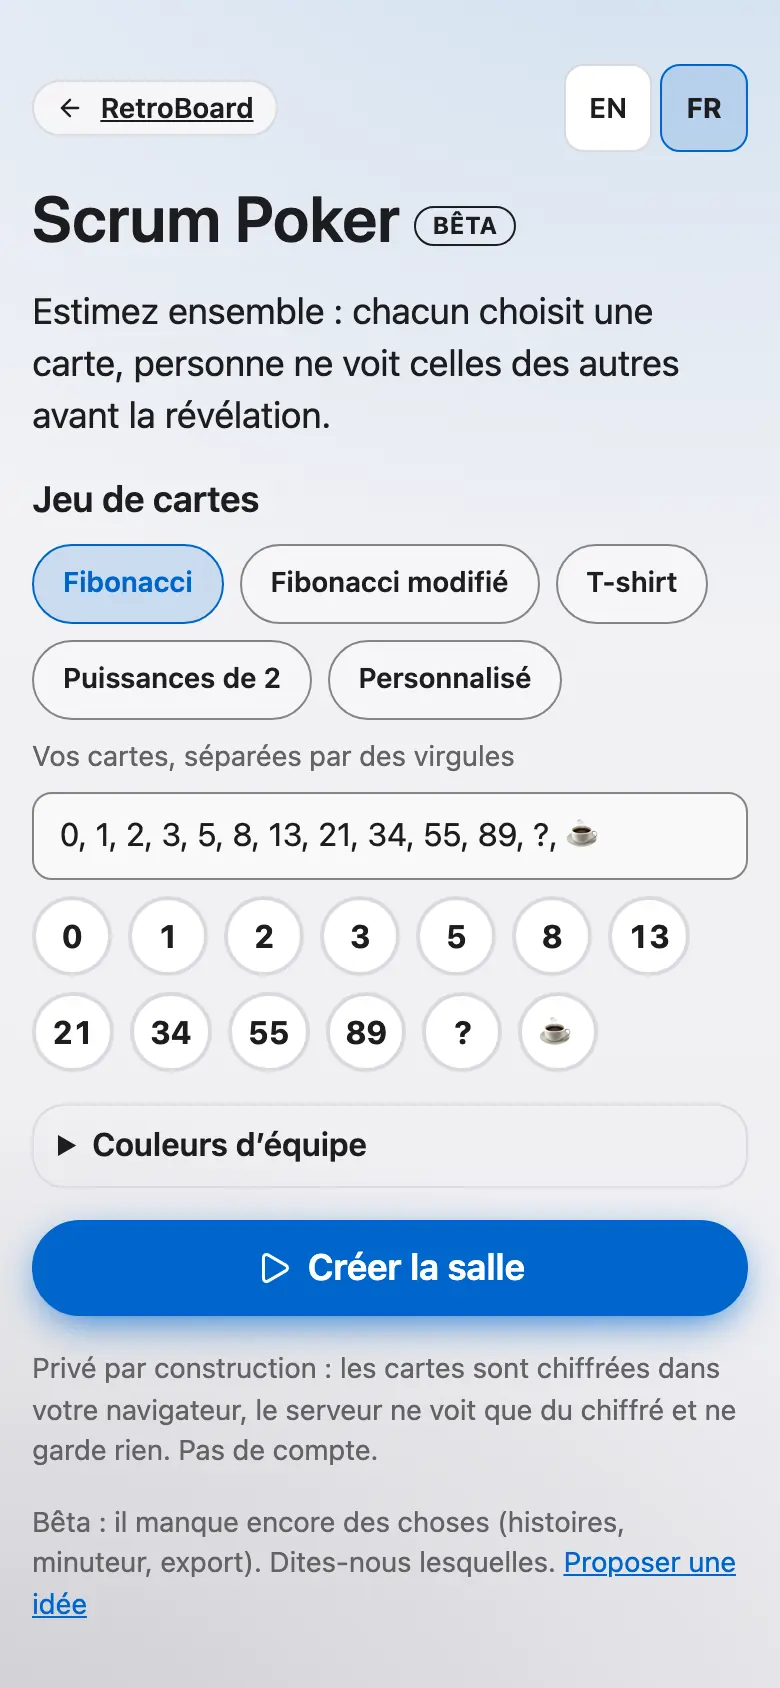 ← RetroBoard
EN
FR
Scrum Poker
BÊTA
Estimez ensemble : chacun choisit une
carte, personne ne voit celles des autres
avant la révélation.
Jeu de cartes
Fibonacci
Fibonacci modifié
T-shirt
Puissances de 2
Personnalisé
Vos cartes, séparées par des virgules
0, 1, 2, 3, 5, 8, 13, 21, 34, 55, 89, ?, ☕
0
1
2
3
5
8
13
21
34
55
89
?
☕
▶ Couleurs d’équipe
Créer la salle
Privé par construction : les cartes sont chiffrées dans
votre navigateur, le serveur ne voit que du chiffré et ne
garde rien. Pas de compte.
Bêta : il manque encore des choses (histoires,
minuteur, export). Dites-nous lesquelles. Proposer une
idée